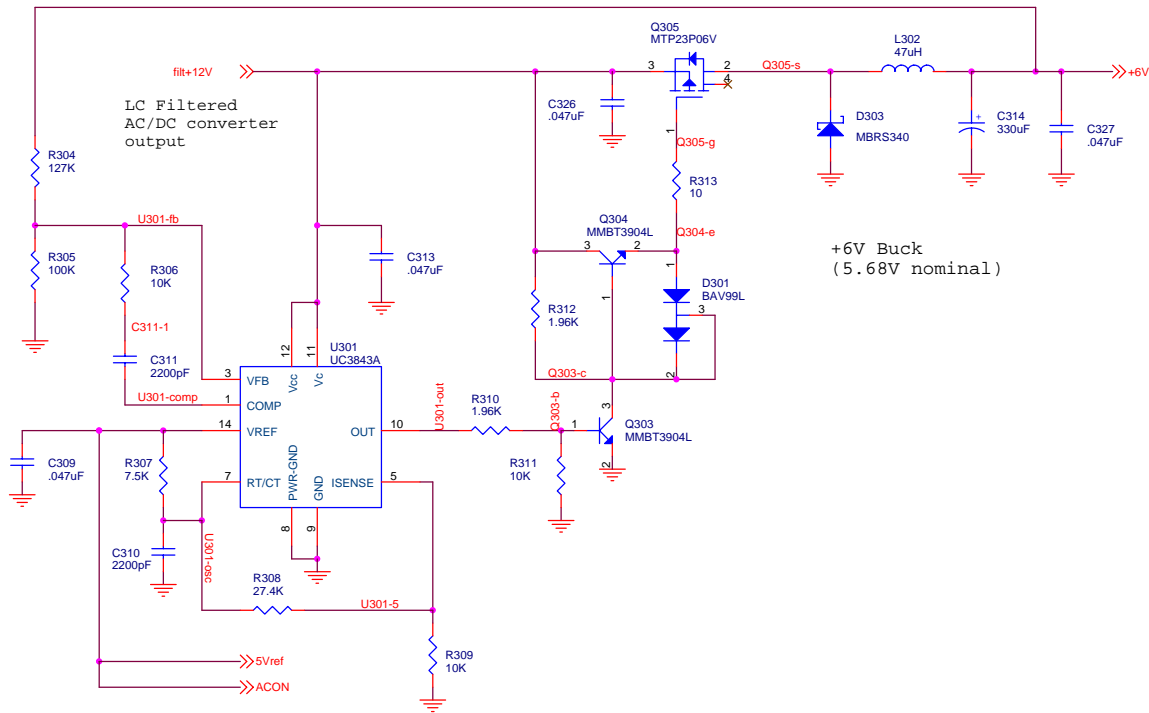 Q305
MTP23P06V
3
2
4
Q305-s
L302
47uH
filt+12V
+6V
LC Filtered
AC/DC converter
output
C326
.047uF
1
Q305-g
D303
MBRS340
C314
330uF
+
C327
.047uF
R304
127K
R313
10
U301-fb
Q304
MMBT3904L
Q304-e
3
2
1
+6V Buck
(5.68V nominal)
R305
100K
R306
10K
C313
.047uF
1
D301
BAV99L
3
2
R312
1.96K
C311-1
C311
2200pF
U301-comp
12
11
U301
UC3843A
Vcc
Vc
Q303-c
3
VFB
1
COMP
14
VREF
OUT
10
7
RT/CT
PWR-GND
GND
ISENSE
5
8
9
U301-out
R310
1.96K
Q303-b
1
3
2
Q303
MMBT3904L
R311
10K
C309
.047uF
R307
7.5K
C310
2200pF
U301-osc
R308
27.4K
U301-5
R309
10K
5Vref
ACON